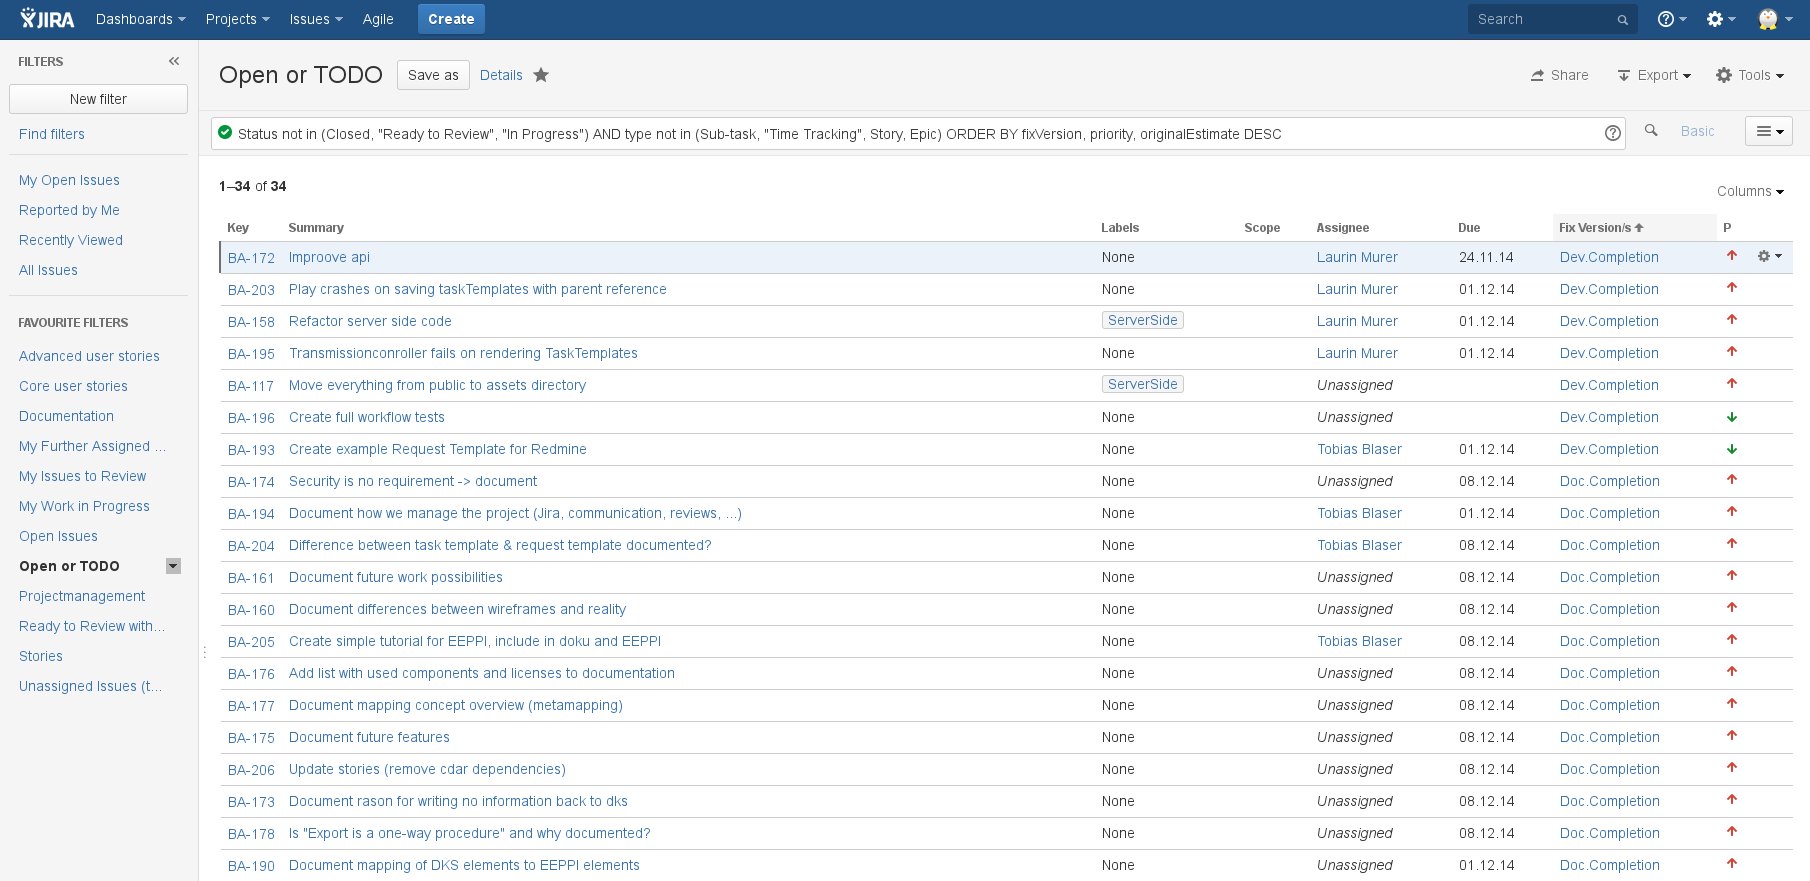 JIRA Dashboards Projects Issues Agile Create Search
FILTERS
New filter
Find filters
My Open Issues
Reported by Me
Recently Viewed
All Issues
FAVOURITE FILTERS
Advanced user stories
Core user stories
Documentation
My Further Assigned ...
My Issues to Review
My Work in Progress
Open Issues
Open or TODO
Projectmanagement
Ready to Review with...
Stories
Unassigned Issues (t...
Open or TODO Save as Details Share Export Tools
Status not in (Closed, "Ready to Review", "In Progress") AND type not in (Sub-task, "Time Tracking", Story, Epic) ORDER BY fixVersion, priority, originalEstimate DESC Basic
1–34 of 34
Columns
Key Summary Labels Scope Assignee Due Fix Version/s P
BA-172 Improove api None Laurin Murer 24.11.14 Dev.Completion
BA-203 Play crashes on saving taskTemplates with parent reference None Laurin Murer 01.12.14 Dev.Completion
BA-158 Refactor server side code ServerSide Laurin Murer 01.12.14 Dev.Completion
BA-195 Transmissionconroller fails on rendering TaskTemplates None Laurin Murer 01.12.14 Dev.Completion
BA-117 Move everything from public to assets directory ServerSide Unassigned Dev.Completion
BA-196 Create full workflow tests None Unassigned Dev.Completion
BA-193 Create example Request Template for Redmine None Tobias Blaser 01.12.14 Dev.Completion
BA-174 Security is no requirement -> document None Unassigned 08.12.14 Doc.Completion
BA-194 Document how we manage the project (Jira, communication, reviews, ...) None Tobias Blaser 01.12.14 Doc.Completion
BA-204 Difference between task template & request template documented? None Tobias Blaser 08.12.14 Doc.Completion
BA-161 Document future work possibilities None Unassigned 08.12.14 Doc.Completion
BA-160 Document differences between wireframes and reality None Unassigned 08.12.14 Doc.Completion
BA-205 Create simple tutorial for EEPPI, include in doku and EEPPI None Tobias Blaser 08.12.14 Doc.Completion
BA-176 Add list with used components and licenses to documentation None Unassigned 08.12.14 Doc.Completion
BA-177 Document mapping concept overview (metamapping) None Unassigned 08.12.14 Doc.Completion
BA-175 Document future features None Unassigned 08.12.14 Doc.Completion
BA-206 Update stories (remove cdar dependencies) None Unassigned 08.12.14 Doc.Completion
BA-173 Document rason for writing no information back to dks None Unassigned 08.12.14 Doc.Completion
BA-178 Is "Export is a one-way procedure" and why documented? None Unassigned 08.12.14 Doc.Completion
BA-190 Document mapping of DKS elements to EEPPI elements None Unassigned 01.12.14 Doc.Completion